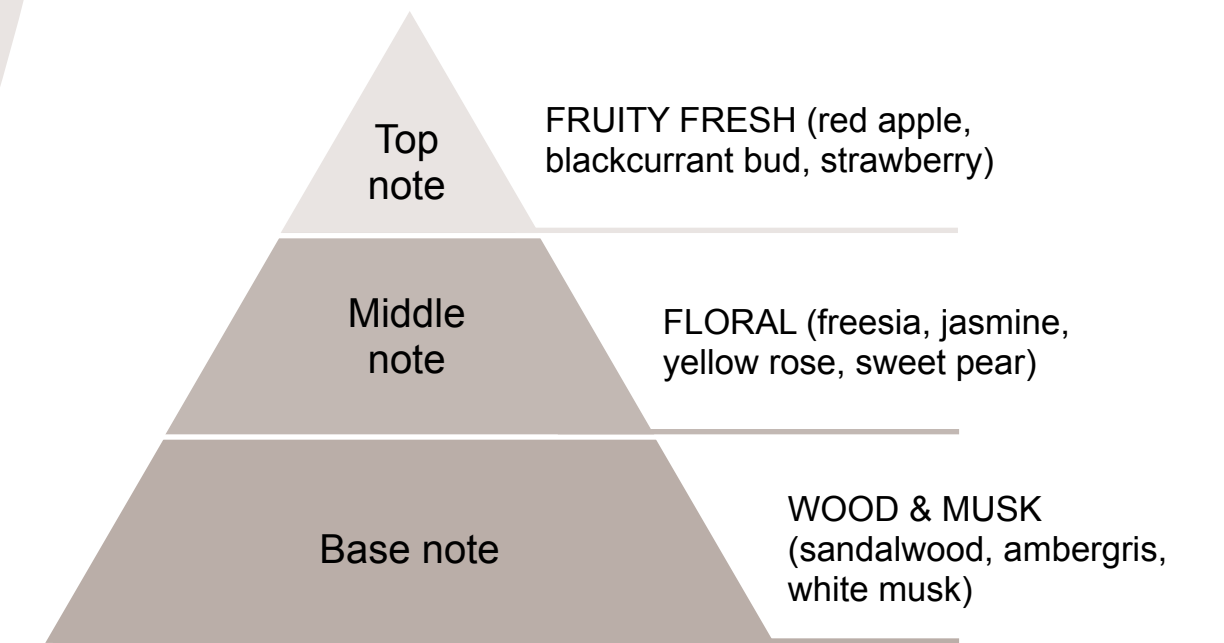 Top
note
FRUITY FRESH (red apple,
blackcurrant bud, strawberry)
Middle
note
FLORAL (freesia, jasmine,
yellow rose, sweet pear)
Base note
WOOD & MUSK
(sandalwood, ambergris,
white musk)